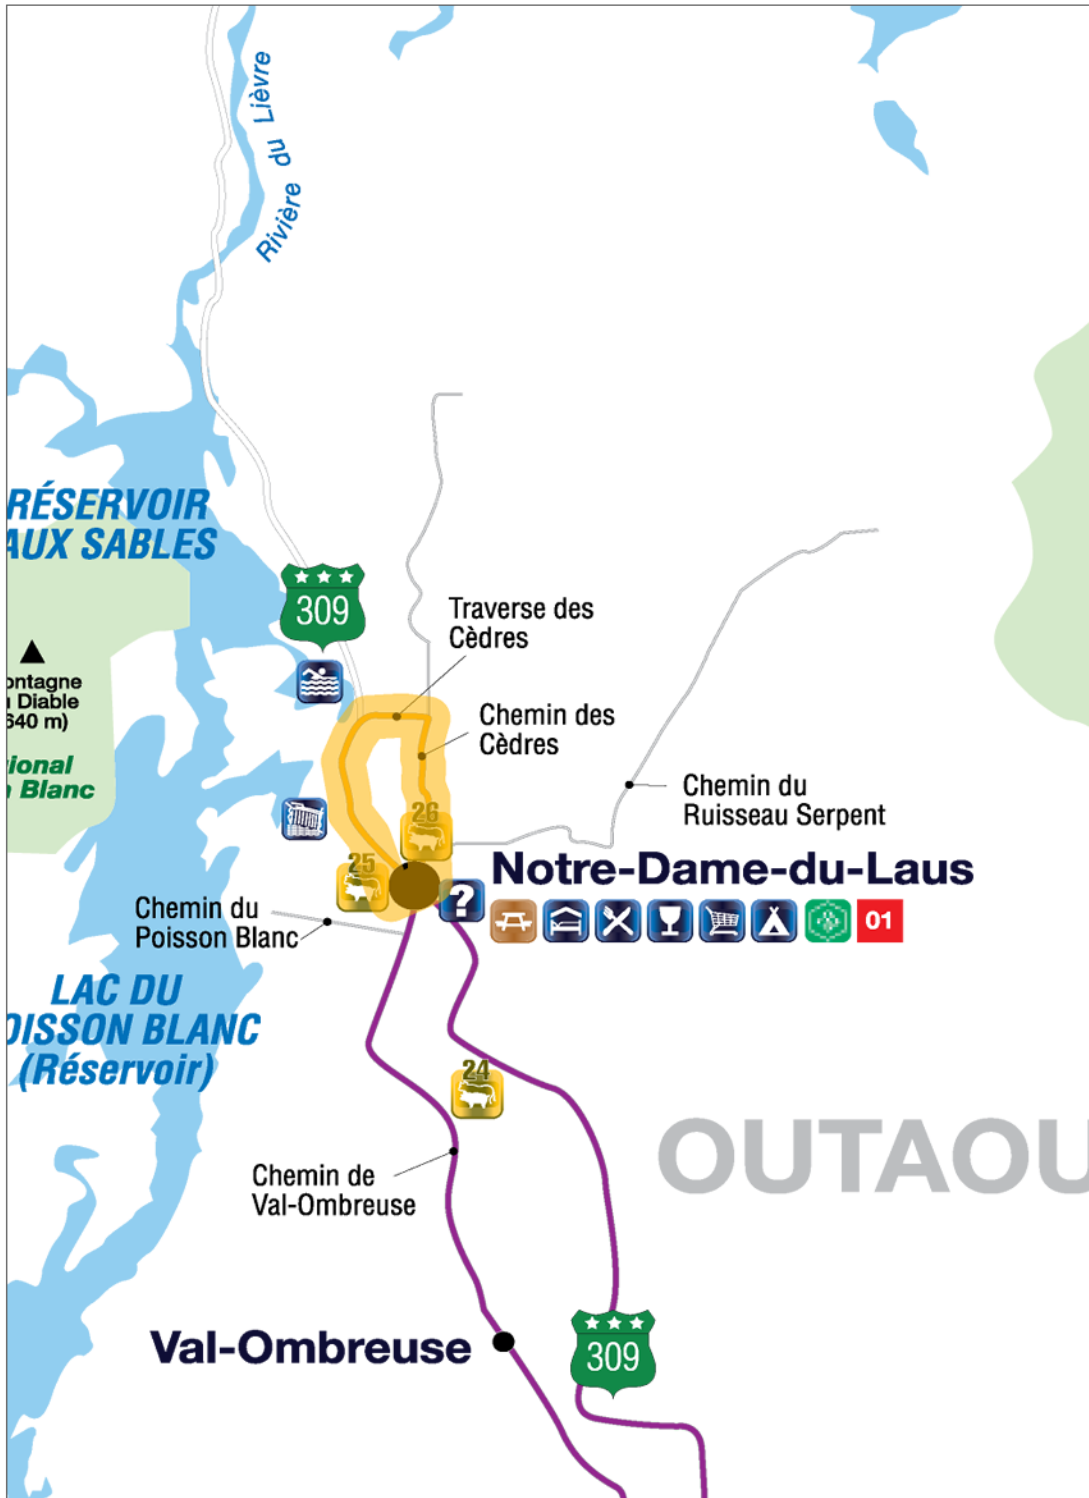 Rivière du Lièvre
RÉSERVOIR
AUX SABLES
309
Traverse des
Cèdres
ontagne
Diable
640 m)
Chemin des
Cèdres
ional
Blanc
Chemin du
Ruisseau Serpent
26
25
Notre-Dame-du-Laus
?
01
Chemin du
Poisson Blanc
LAC DU
OISSON BLANC
(Réservoir)
24
OUTAOU
Chemin de
Val-Ombreuse
Val-Ombreuse
309